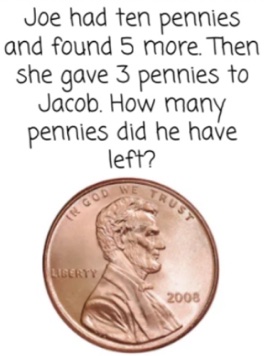 Joe had ten pennies
and found 5 more. Then
she gave 3 pennies to
Jacob. How many
pennies did he have
left?
IN GOD WE TRUST
LIBERTY
2008